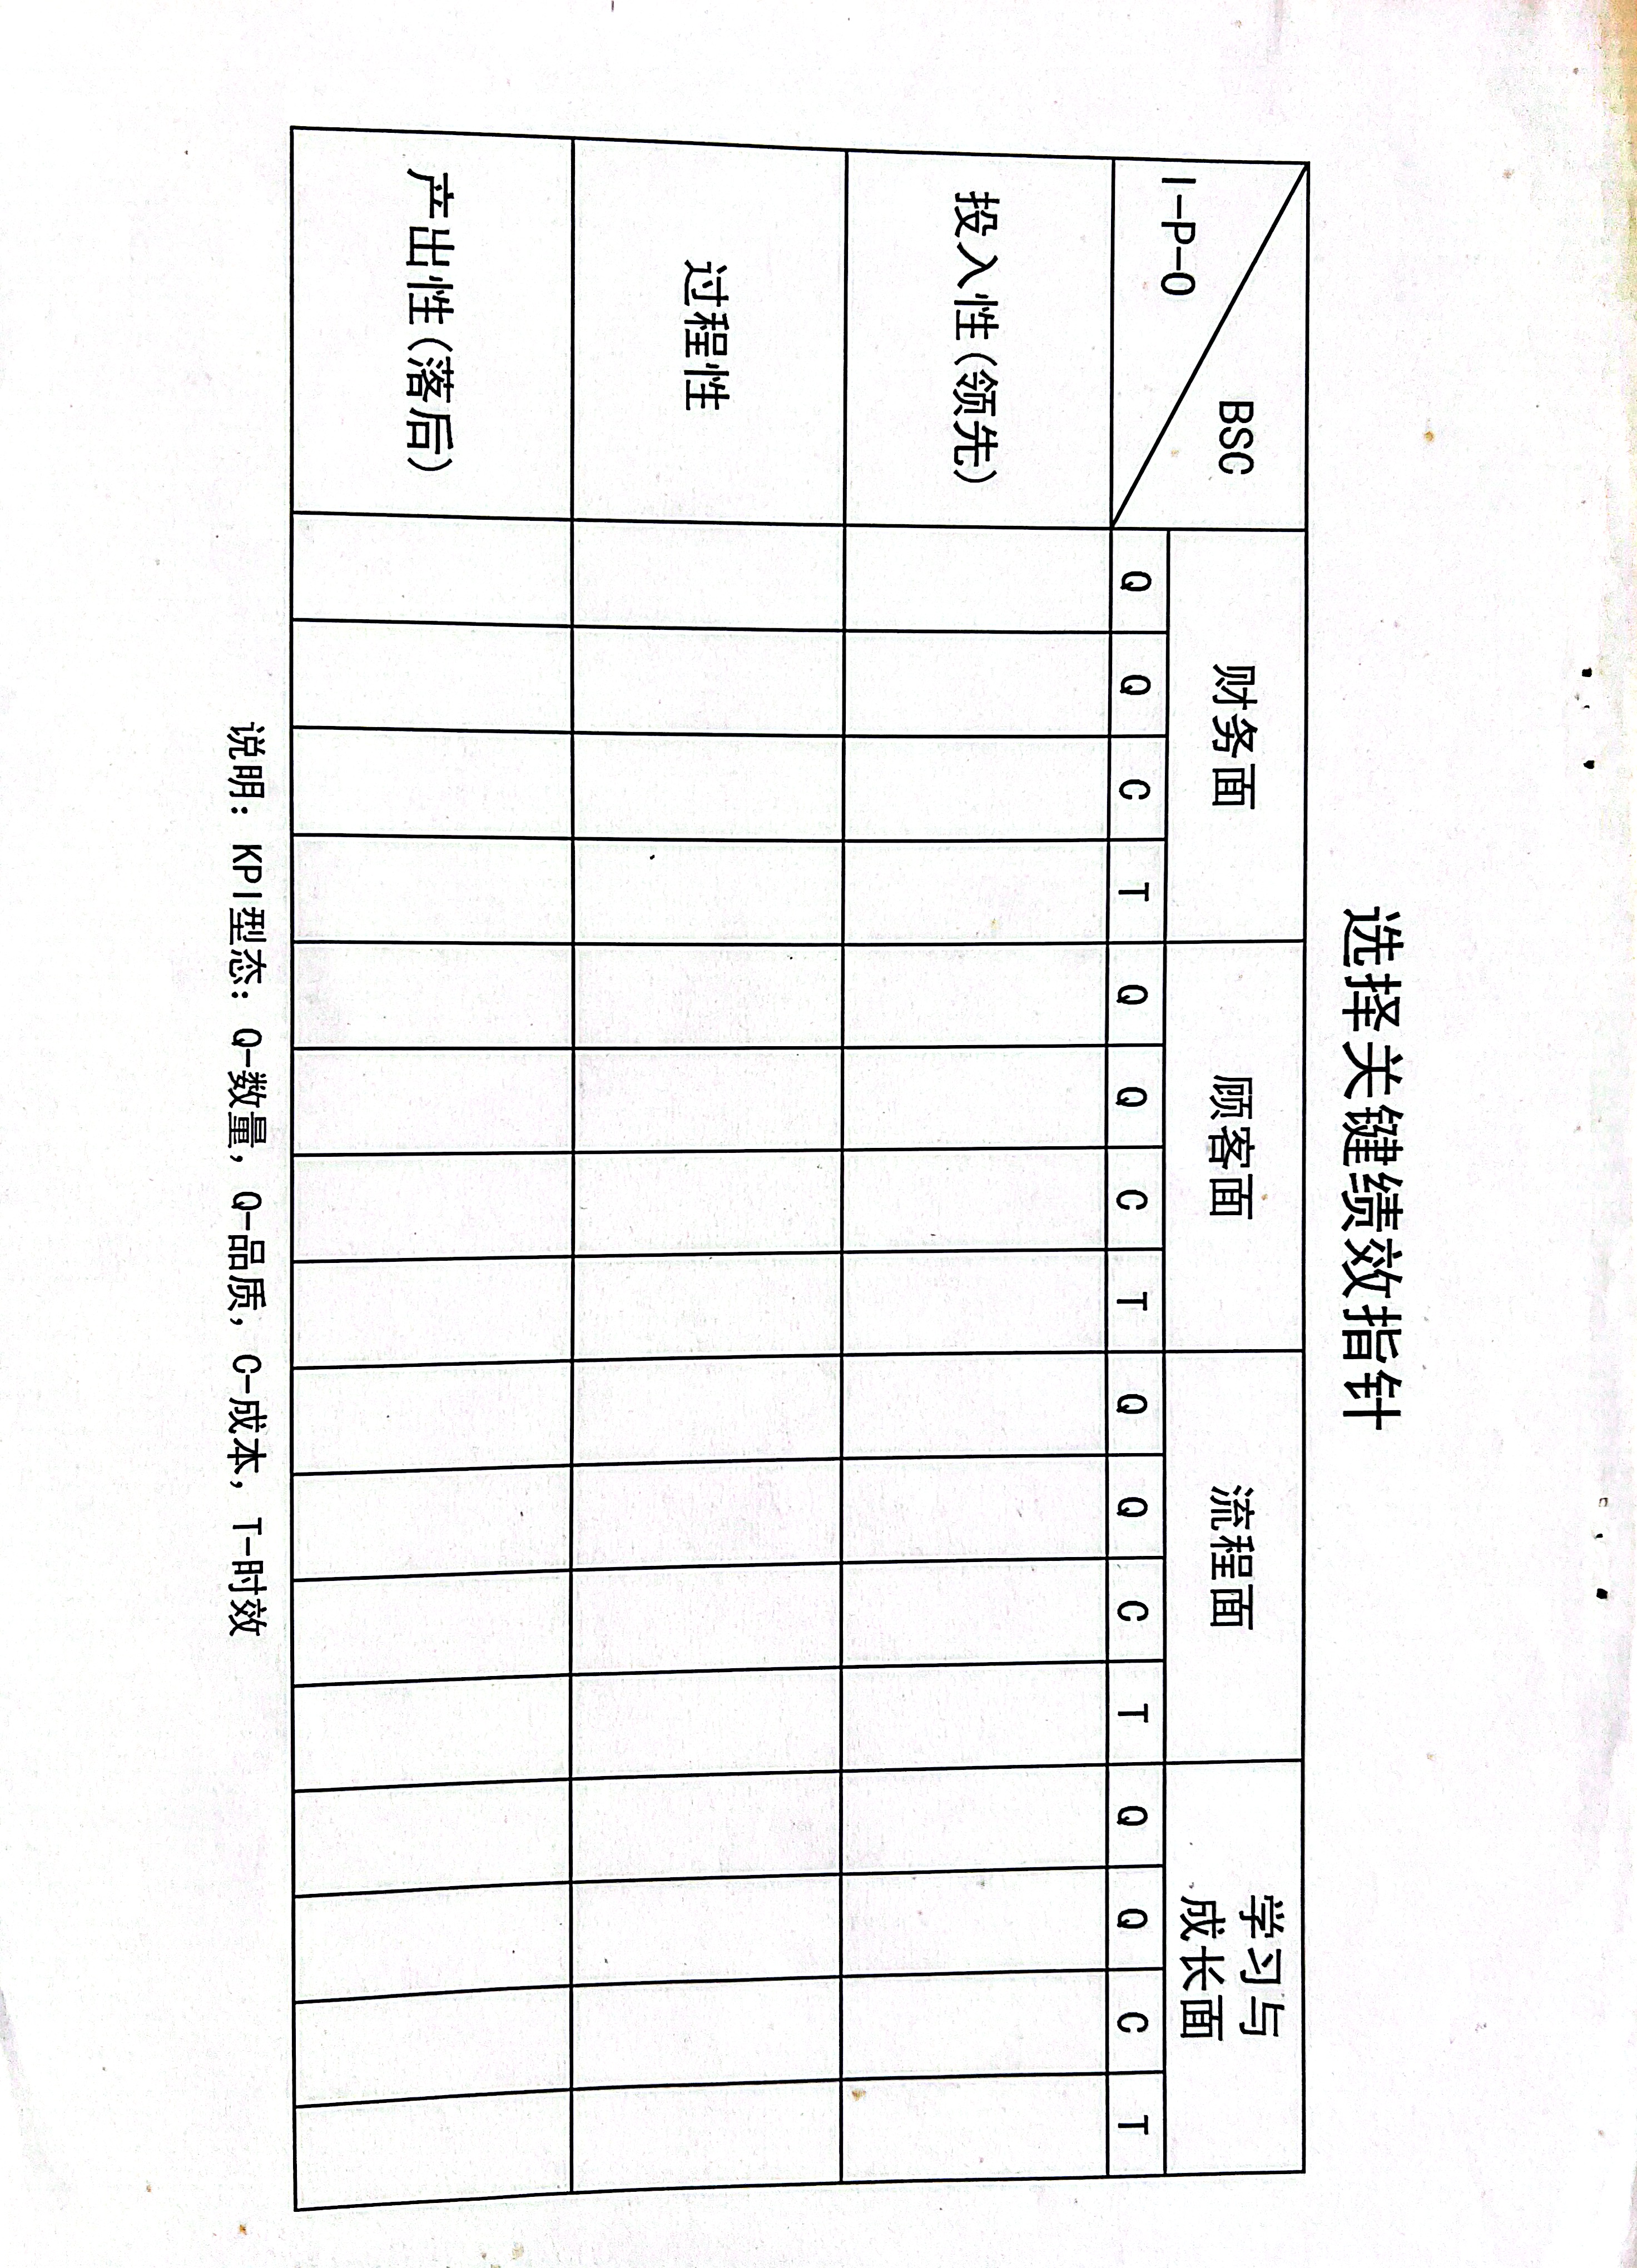 选择关键绩效指针
BSC
I-P-O
财务面
顾客面
流程面
学习与
成长面
Q Q C T Q Q C T Q Q C T Q Q C T
投入性(领先)
过程性
产出性(落后)
说明：KPI型态：Q-数量，Q-品质，C-成本，T-时效